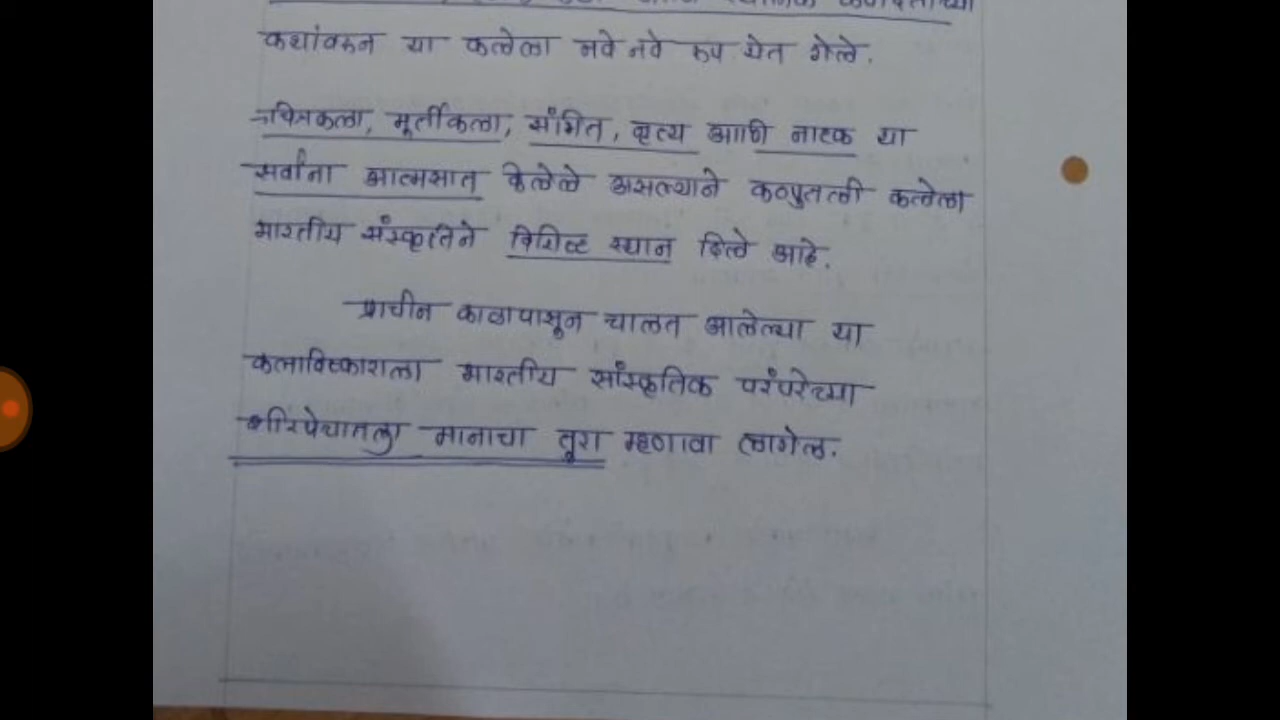 कथांवरुन या कलेला नवे नवे रुप येत गेले.
चित्रकला, मूर्तीकला, संगित, नृत्य आणि नाटक या
सर्वांना आत्मसात केलेले असल्याने कठपुतली कलेला
भारतीय संस्कृतिने विशिष्ट स्थान दिले आहे.
प्राचीन काळापासून चालत आलेल्या या
कलाविष्काराला भारतीय सांस्कृतिक परंपरेच्या
शीरपेचातला मानाचा तूरा म्हणावा लागेल.